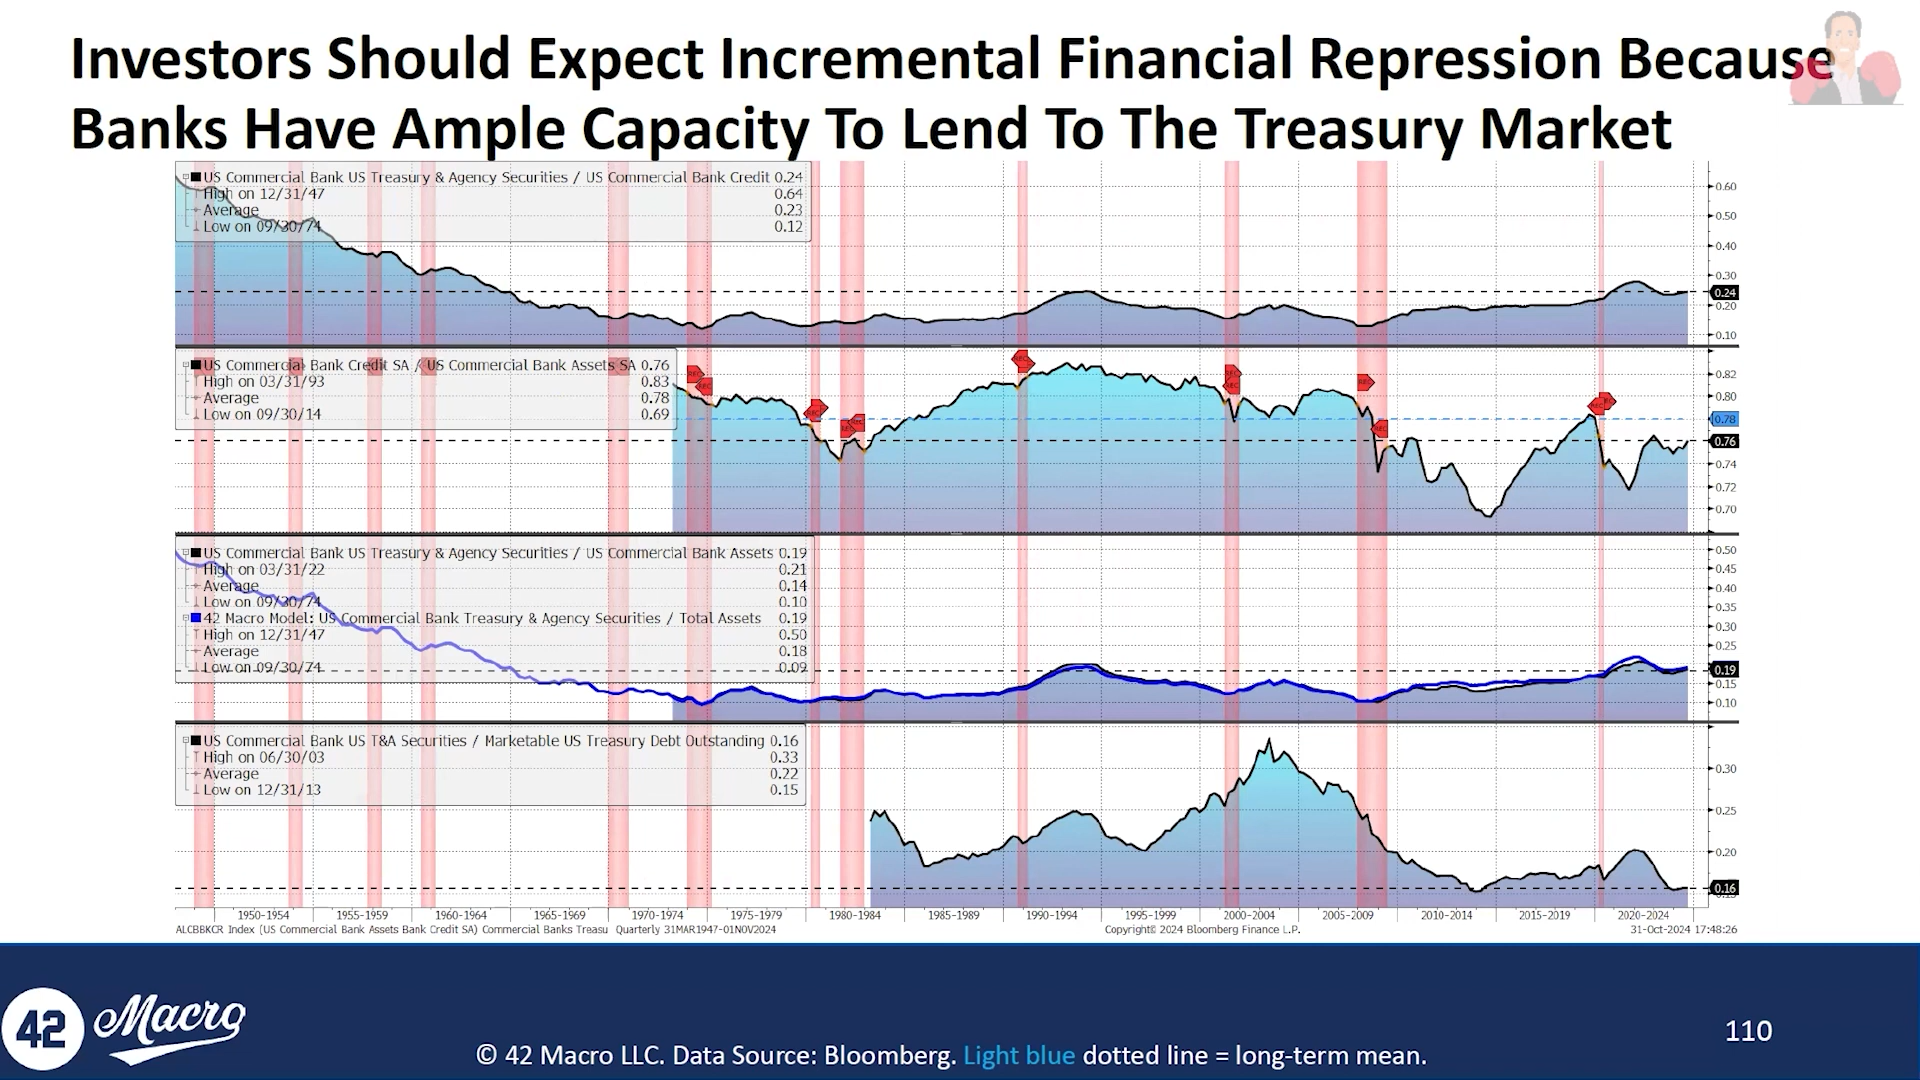 Investors Should Expect Incremental Financial Repression Because
Banks Have Ample Capacity To Lend To The Treasury Market
US Commercial Bank US Treasury & Agency Securities / US Commercial Bank Credit 0.24
High on 12/31/47 0.64
Average 0.23
Low on 09/30/74 0.12
0.60
0.50
0.40
0.30
0.24
0.20
0.10
US Commercial Bank Credit SA / US Commercial Bank Assets SA 0.76
High on 03/31/93 0.83
Average 0.78
Low on 09/30/14 0.69
REC
REC
REC
REC
REC
REC
REC
REC
REC
REC
REC
REC
0.82
0.80
0.78
0.76
0.74
0.72
0.70
US Commercial Bank US Treasury & Agency Securities / US Commercial Bank Assets 0.19
High on 03/31/22 0.21
Average 0.14
Low on 09/30/74 0.10
42 Macro Model: US Commercial Bank Treasury & Agency Securities / Total Assets 0.19
High on 12/31/47 0.50
Average 0.18
Low on 09/30/74 0.09
0.50
0.45
0.40
0.35
0.30
0.25
0.19
0.15
0.10
US Commercial Bank US T&A Securities / Marketable US Treasury Debt Outstanding 0.16
High on 06/30/03 0.33
Average 0.22
Low on 12/31/13 0.15
0.30
0.25
0.20
0.16
1950-1954 1955-1959 1960-1964 1965-1969 1970-1974 1975-1979 1980-1984 1985-1989 1990-1994 1995-1999 2000-2004 2005-2009 2010-2014 2015-2019 2020-2024
ALCBBKCR Index (US Commercial Bank Assets Bank Credit SA) Commercial Banks Treasu Quarterly 31MAR1947-01NOV2024 Copyright© 2024 Bloomberg Finance L.P. 31-Oct-2024 17:48:26
42 Macro
110
© 42 Macro LLC. Data Source: Bloomberg. Light blue dotted line = long-term mean.